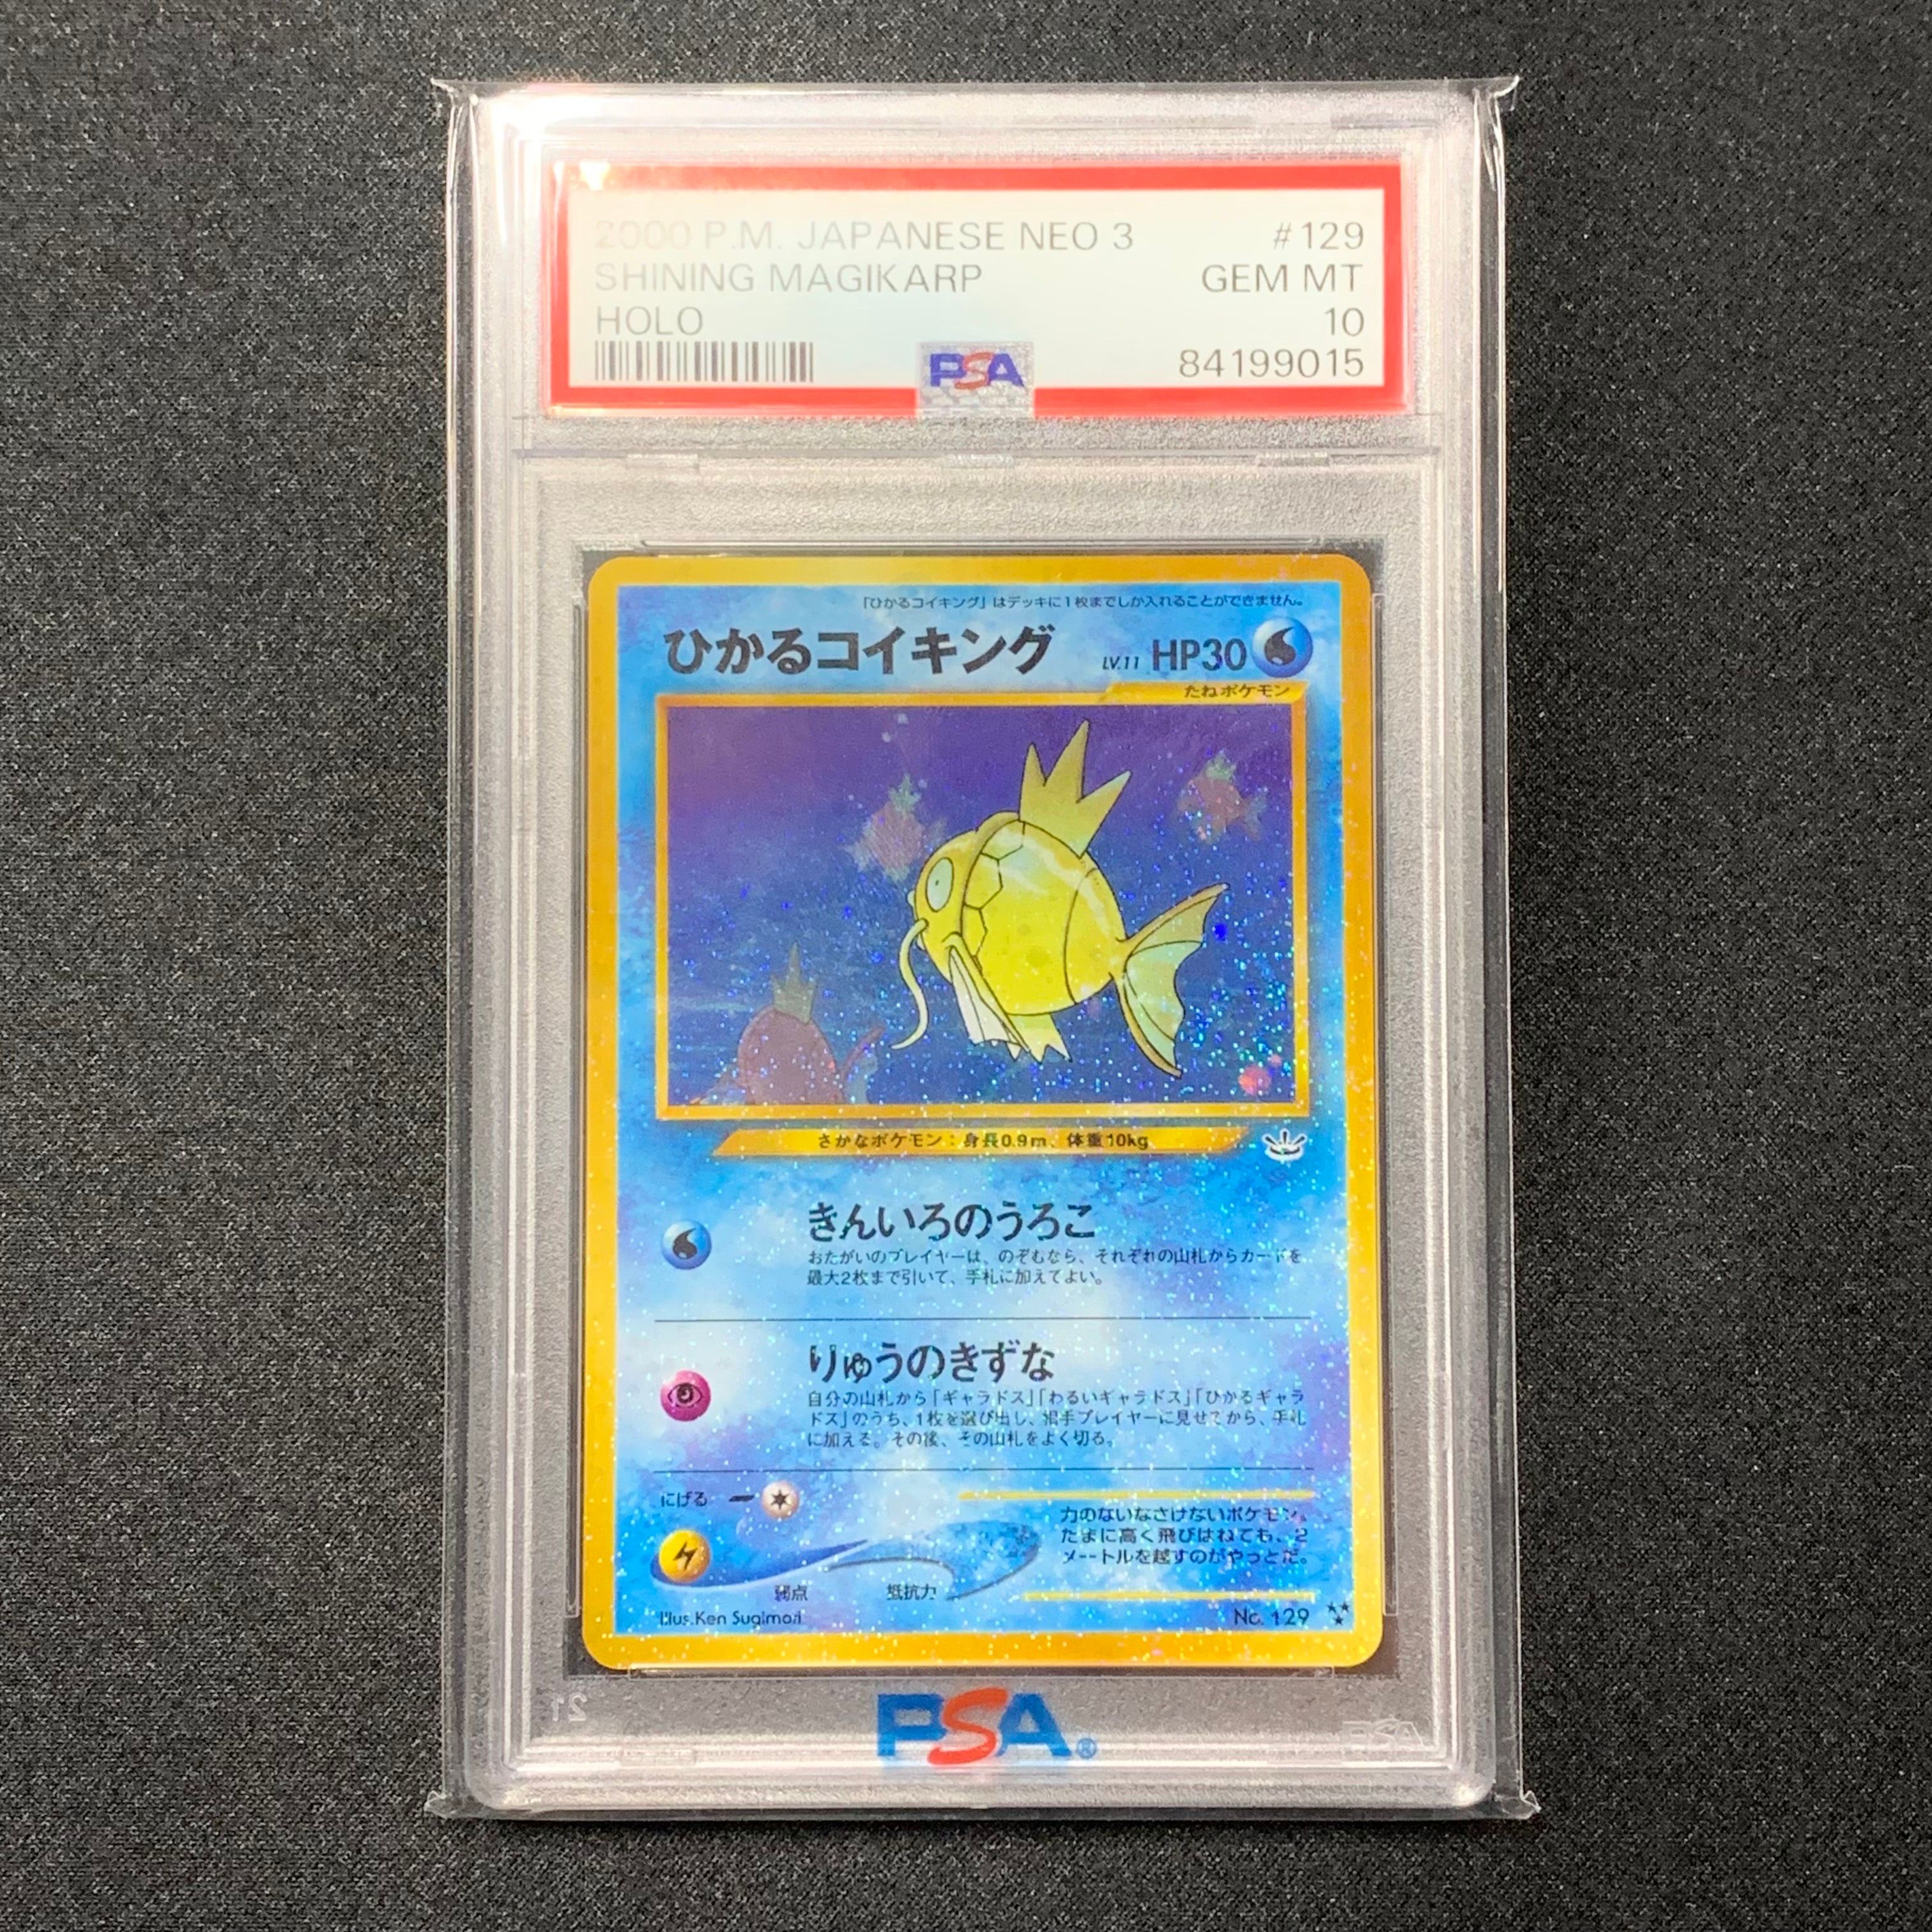 2000 P.M. JAPANESE NEO 3 #129
SHINING MAGIKARP GEM MT
HOLO 10
PSA 84199015
「ひかるコイキング」はデッキに1枚までしか入れることができません。
ひかるコイキング LV.11 HP30
たねポケモン
さかなポケモン：身長0.9m、体重10kg
きんいろのうろこ
おたがいのプレイヤーは、のぞむなら、それぞれの山札からカードを
最大2枚まで引いて、手札に加えてよい。
りゅうのきずな
自分の山札から「ギャラドス」「わるいギャラドス」「ひかるギャラ
ドス」のうち、1枚を選び出し、相手プレイヤーに見せてから、手札
に加える。その後、その山札をよく切る。
にげる
力のないなさけないポケモン。
たまに高く飛びはねても、2
メートルを越すのがやっとだ。
弱点 抵抗力
Illus.Ken Sugimori No. 129
21 PSA
PSA®